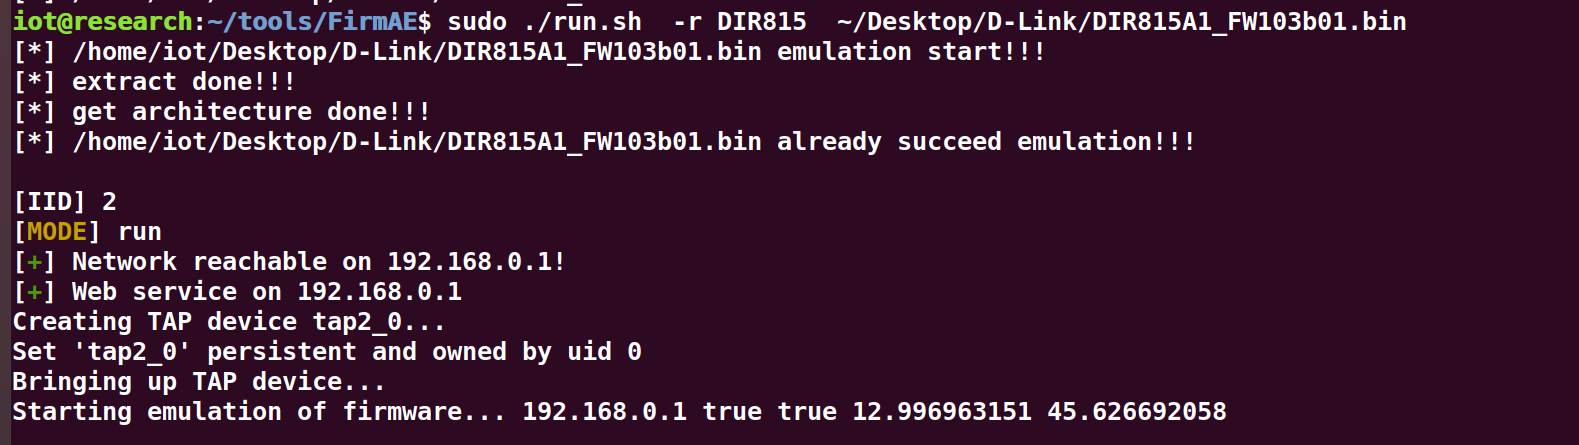 iot@research:~/tools/FirmAE$ sudo ./run.sh  -r DIR815  ~/Desktop/D-Link/DIR815A1_FW103b01.bin
[*] /home/iot/Desktop/D-Link/DIR815A1_FW103b01.bin emulation start!!!
[*] extract done!!!
[*] get architecture done!!!
[*] /home/iot/Desktop/D-Link/DIR815A1_FW103b01.bin already succeed emulation!!!
[IID] 2
[MODE] run
[+] Network reachable on 192.168.0.1!
[+] Web service on 192.168.0.1
Creating TAP device tap2_0...
Set 'tap2_0' persistent and owned by uid 0
Bringing up TAP device...
Starting emulation of firmware... 192.168.0.1 true true 12.996963151 45.626692058